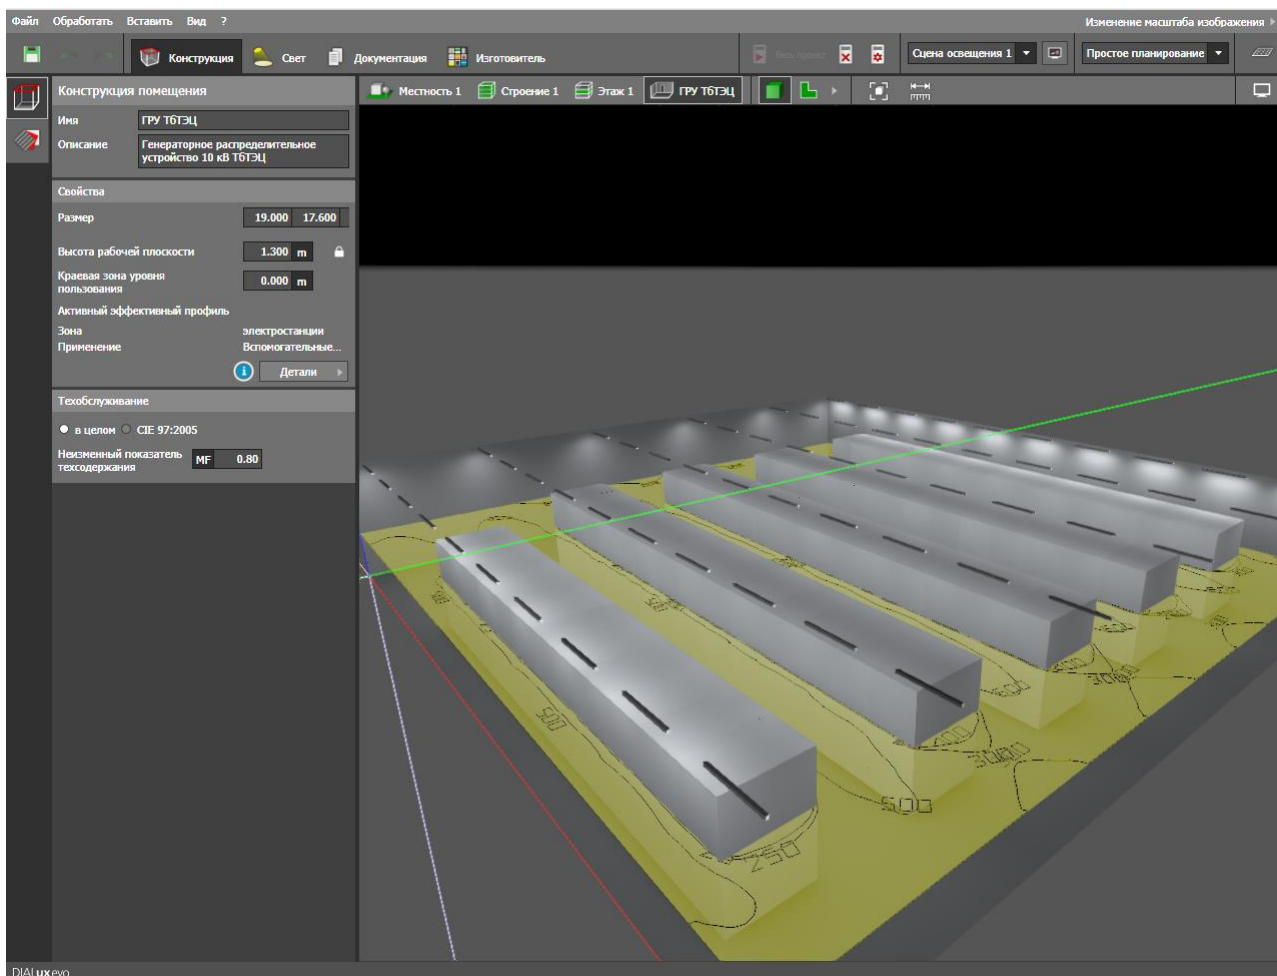 Файл Обработать Вставить Вид ?
Изменение масштаба изображения
Конструкция Свет Документация Изготовитель
Сцена освещения 1 Простое планирование
Конструкция помещения
Местность 1 Строение 1 Этаж 1 ГРУ ТбТЭЦ
Имя ГРУ ТбТЭЦ
Описание Генераторное распределительное
устройство 10 кВ ТбТЭЦ
Свойства
Размер 19.000 17.600
Высота рабочей плоскости 1.300 m
Краевая зона уровня
пользования 0.000 m
Активный эффективный профиль
Зона электростанции
Применение Вспомогательные...
Детали
Техобслуживание
в целом CIE 97:2005
Неизменный показатель
техсодержания MF 0.80
500
250
DIALux evo